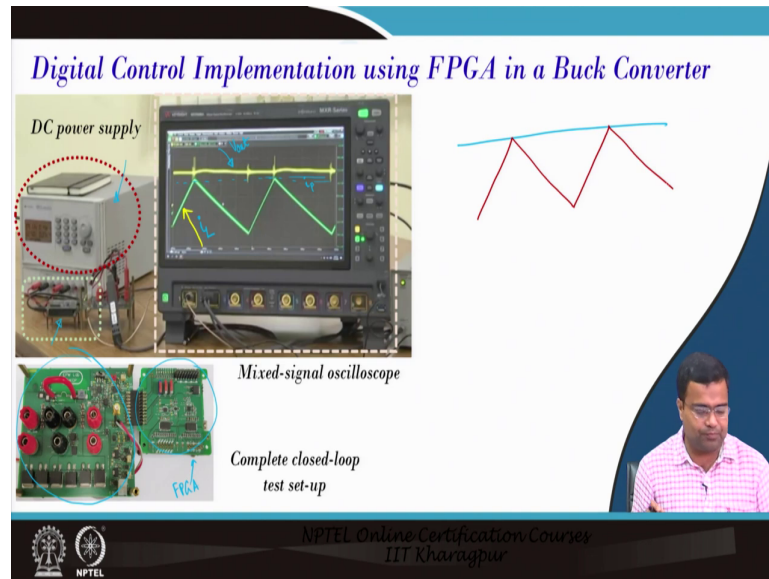 Digital Control Implementation using FPGA in a Buck Converter
DC power supply
Mixed-signal oscilloscope
Complete closed-loop
test set-up
FPGA
NPTEL Online Certification Courses
IIT Kharagpur
NPTEL